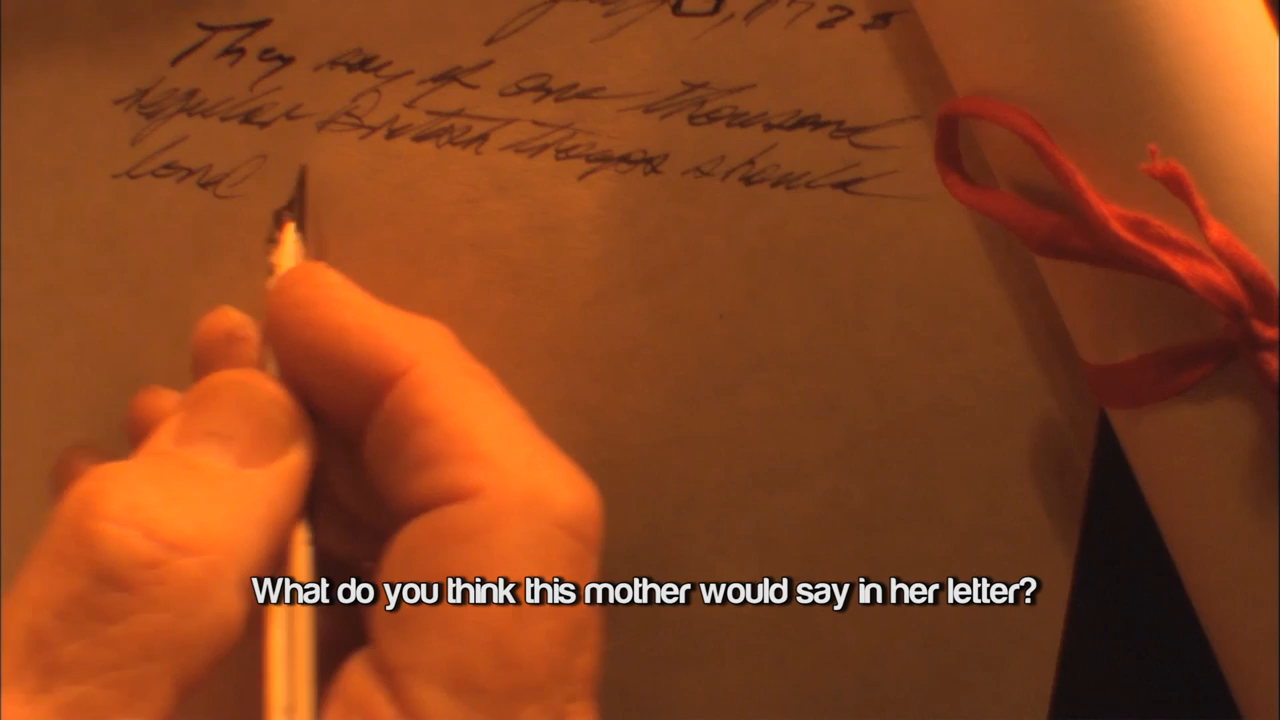 , 1775
They say if one thousand
regular British troops should
land
What do you think this mother would say in her letter?